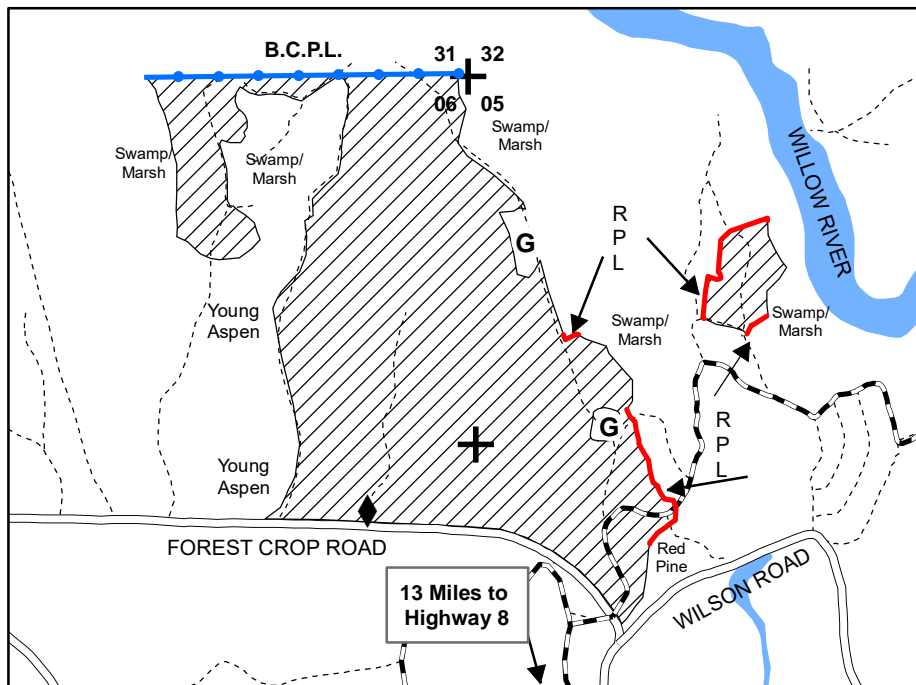 B.C.P.L.
31 32
06 05
Swamp/
Marsh
Swamp/
Marsh
Swamp/
Marsh
WILLOW RIVER
R
P
L
G
Young
Aspen
Swamp/
Marsh
Swamp/
Marsh
G
R
P
L
Young
Aspen
FOREST CROP ROAD
Red
Pine
WILSON ROAD
13 Miles to
Highway 8